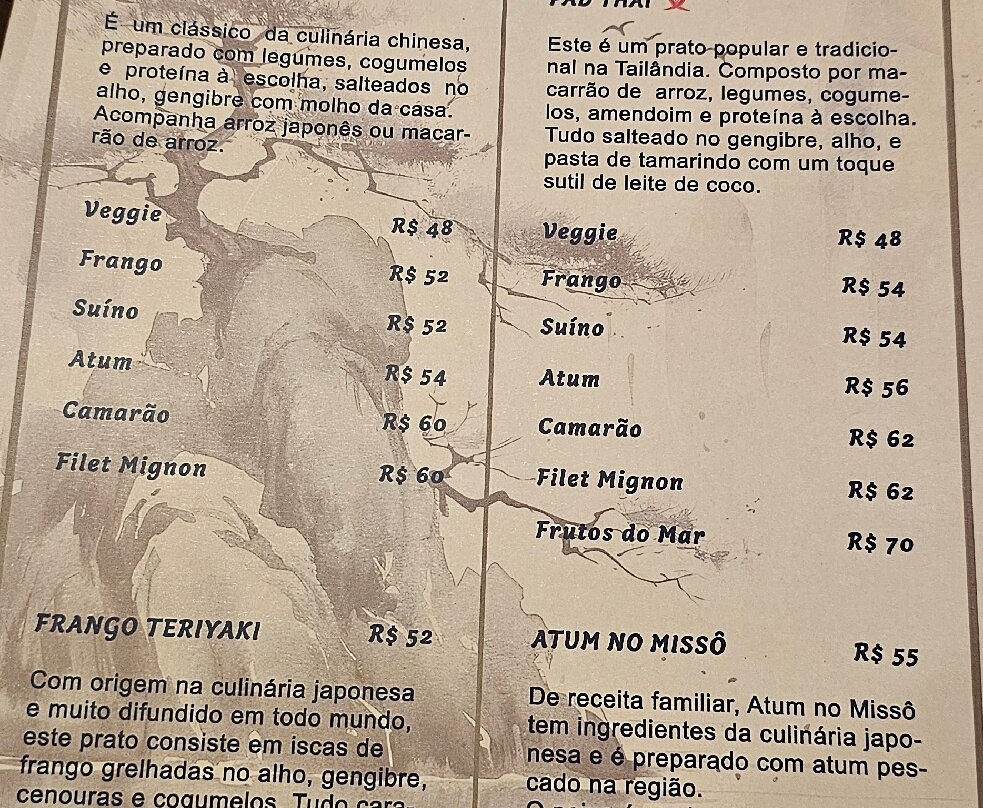 É um clássico da culinária chinesa,
preparado com legumes, cogumelos
e proteína à escolha, salteados no
alho, gengibre com molho da casa.
Acompanha arroz japonês ou macar-
rão de arroz.
Veggie R$ 48
Frango R$ 52
Suíno R$ 52
Atum R$ 54
Camarão R$ 60
Filet Mignon R$ 60
FRANGO TERIYAKI R$ 52
Com origem na culinária japonesa
e muito difundido em todo mundo,
este prato consiste em iscas de
frango grelhadas no alho, gengibre,
cenouras e cogumelos. Tudo cara-
PAD THAI
Este é um prato popular e tradicio-
nal na Tailândia. Composto por ma-
carrão de arroz, legumes, cogume-
los, amendoim e proteína à escolha.
Tudo salteado no gengibre, alho, e
pasta de tamarindo com um toque
sutil de leite de coco.
Veggie R$ 48
Frango R$ 54
Suíno R$ 54
Atum R$ 56
Camarão R$ 62
Filet Mignon R$ 62
Frutos do Mar R$ 70
ATUM NO MISSÔ R$ 55
De receita familiar, Atum no Missô
tem ingredientes da culinária japo-
nesa e é preparado com atum pes-
cado na região.